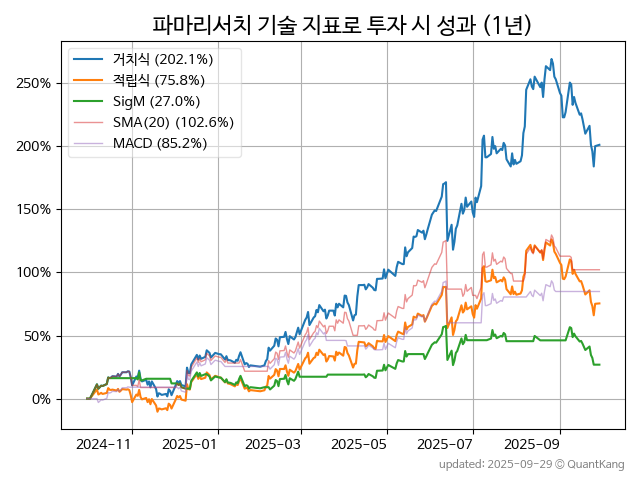 파마리서치 기술 지표로 투자 시 성과 (1년)
거치식 (202.1%)
적립식 (75.8%)
SigM (27.0%)
SMA(20) (102.6%)
MACD (85.2%)
250%
200%
150%
100%
50%
0%
2024-11 2025-01 2025-03 2025-05 2025-07 2025-09
updated: 2025-09-29 © QuantKang